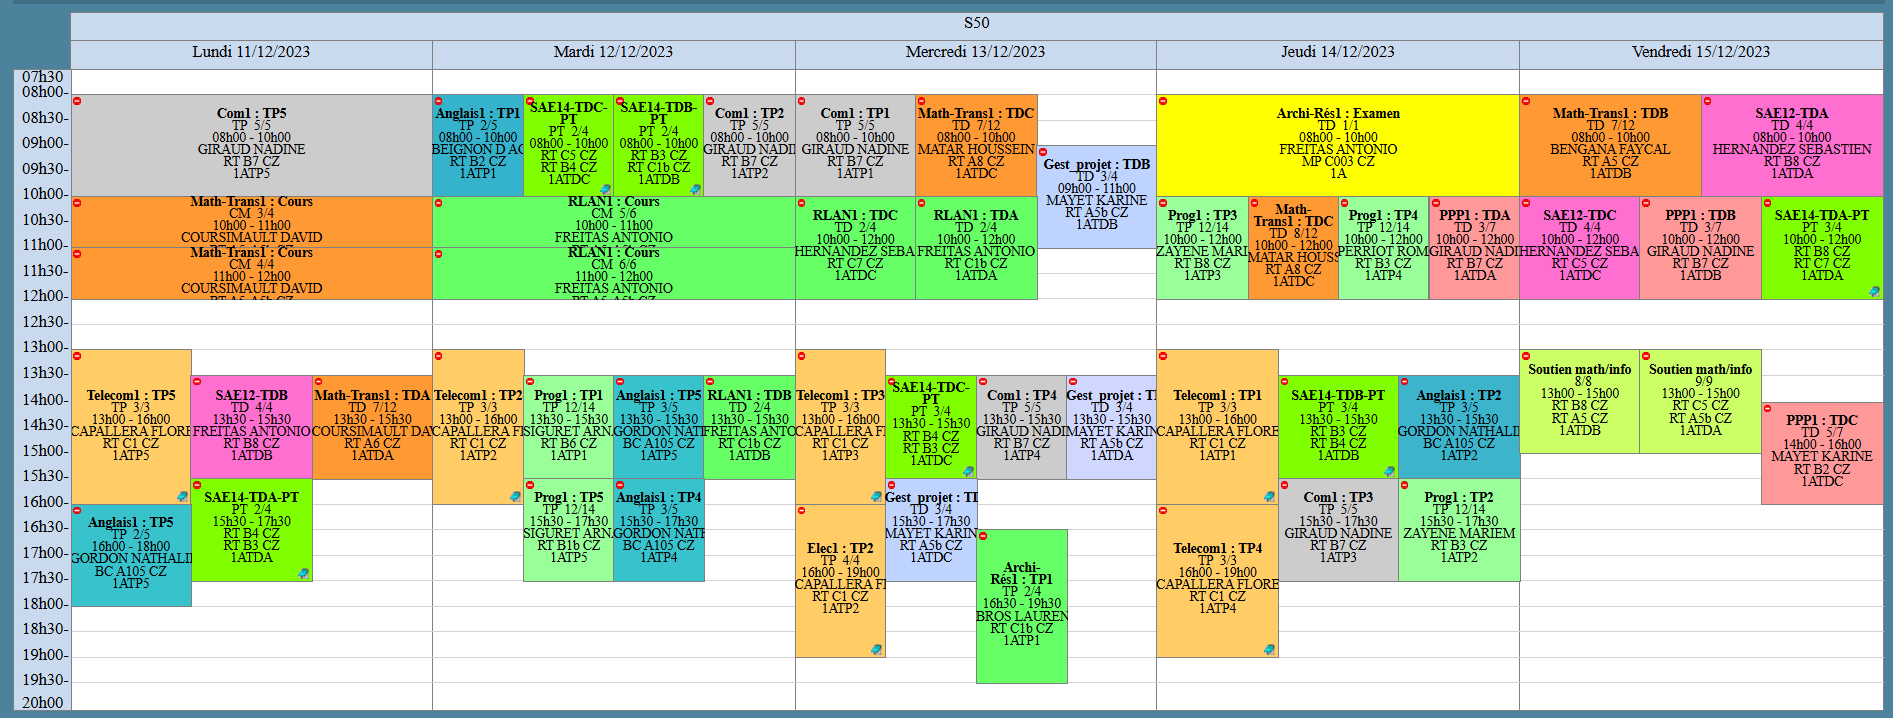 S50
Lundi 11/12/2023
Mardi 12/12/2023
Mercredi 13/12/2023
Jeudi 14/12/2023
Vendredi 15/12/2023
07h30
08h00-
08h30-
09h00-
09h30-
10h00-
10h30-
11h00-
11h30-
12h00-
12h30-
13h00-
13h30-
14h00-
14h30-
15h00-
15h30-
16h00-
16h30-
17h00-
17h30-
18h00-
18h30-
19h00-
19h30-
20h00
Com1 : TP5
TP 5/5
08h00 - 10h00
GIRAUD NADINE
RT B7 CZ
1ATP5
Math-Trans1 : Cours
CM 3/4
10h00 - 11h00
COURSIMAULT DAVID
Math-Trans1 : Cours
CM 4/4
11h00 - 12h00
COURSIMAULT DAVID
RT A5 A5b CZ
Telecom1 : TP5
TP 3/3
13h00 - 16h00
CAPALLERA FLORE
RT C1 CZ
1ATP5
SAE12-TDB
TD 4/4
13h30 - 15h30
FREITAS ANTONIO
RT B8 CZ
1ATDB
Math-Trans1 : TDA
TD 7/12
13h30 - 15h30
COURSIMAULT DAV
RT A6 CZ
1ATDA
Anglais1 : TP5
TP 2/5
16h00 - 18h00
GORDON NATHALI
BC A105 CZ
1ATP5
SAE14-TDA-PT
PT 2/4
15h30 - 17h30
RT B4 CZ
RT B3 CZ
1ATDA
Anglais1 : TP1
TP 2/5
08h00 - 10h00
BEIGNON D AG
RT B2 CZ
1ATP1
SAE14-TDC-
PT
PT 2/4
08h00 - 10h00
RT C5 CZ
RT B4 CZ
1ATDC
SAE14-TDB-
PT
PT 2/4
08h00 - 10h00
RT B3 CZ
RT C1b CZ
1ATDB
Com1 : TP2
TP 5/5
08h00 - 10h00
GIRAUD NADI
RT B7 CZ
1ATP2
RLAN1 : Cours
CM 5/6
10h00 - 11h00
FREITAS ANTONIO
RLAN1 : Cours
CM 6/6
11h00 - 12h00
FREITAS ANTONIO
RT A5 A5b CZ
Telecom1 : TP2
TP 3/3
13h00 - 16h00
CAPALLERA F
RT C1 CZ
1ATP2
Prog1 : TP1
TP 12/14
13h30 - 15h30
SIGURET ARN
RT B6 CZ
1ATP1
Anglais1 : TP5
TP 3/5
13h30 - 15h30
GORDON NAT
BC A105 CZ
1ATP5
RLAN1 : TDB
TD 2/4
13h30 - 15h30
FREITAS ANTO
RT C1b CZ
1ATDB
Prog1 : TP5
TP 12/14
15h30 - 17h30
SIGURET ARN
RT B1b CZ
1ATP5
Anglais1 : TP4
TP 3/5
15h30 - 17h30
GORDON NAT
BC A105 CZ
1ATP4
Com1 : TP1
TP 5/5
08h00 - 10h00
GIRAUD NADINE
RT B7 CZ
1ATP1
Math-Trans1 : TDC
TD 7/12
08h00 - 10h00
MATAR HOUSSEIN
RT A8 CZ
1ATDC
Gest_projet : TDB
TD 3/4
09h00 - 11h00
MAYET KARINE
RT A5b CZ
1ATDB
RLAN1 : TDC
TD 2/4
10h00 - 12h00
HERNANDEZ SEBA
RT C7 CZ
1ATDC
RLAN1 : TDA
TD 2/4
10h00 - 12h00
FREITAS ANTONIO
RT C1b CZ
1ATDA
Telecom1 : TP3
TP 3/3
13h00 - 16h00
CAPALLERA F
RT C1 CZ
1ATP3
SAE14-TDC-
PT
PT 3/4
13h30 - 15h30
RT B4 CZ
RT B3 CZ
1ATDC
Com1 : TP4
TP 5/5
13h30 - 15h30
GIRAUD NADI
RT B7 CZ
1ATP4
Gest_projet : T
TD 3/4
13h30 - 15h30
MAYET KARIN
RT A5b CZ
1ATDA
Elec1 : TP2
TP 4/4
16h00 - 19h00
CAPALLERA F
RT C1 CZ
1ATP2
Gest_projet : T
TD 3/4
15h30 - 17h30
MAYET KARIN
RT A5b CZ
1ATDC
Archi-
Rés1 : TP1
TP 2/4
16h30 - 19h30
BROS LAUREN
RT C1b CZ
1ATP1
Archi-Rés1 : Examen
TD 1/1
08h00 - 10h00
FREITAS ANTONIO
MP C003 CZ
1A
Prog1 : TP3
TP 12/14
10h00 - 12h00
ZAYENE MARI
RT B8 CZ
1ATP3
Math-
Trans1 : TDC
TD 8/12
10h00 - 12h00
MATAR HOUSS
RT A8 CZ
1ATDC
Prog1 : TP4
TP 12/14
10h00 - 12h00
PERRIOT ROM
RT B3 CZ
1ATP4
PPP1 : TDA
TD 3/7
10h00 - 12h00
GIRAUD NADI
RT B7 CZ
1ATDA
Telecom1 : TP1
TP 3/3
13h00 - 16h00
CAPALLERA FLORE
RT C1 CZ
1ATP1
SAE14-TDB-PT
PT 3/4
13h30 - 15h30
RT B3 CZ
RT B4 CZ
1ATDB
Anglais1 : TP2
TP 3/5
13h30 - 15h30
GORDON NATHALI
BC A105 CZ
1ATP2
Telecom1 : TP4
TP 3/3
16h00 - 19h00
CAPALLERA FLORE
RT C1 CZ
1ATP4
Com1 : TP3
TP 5/5
15h30 - 17h30
GIRAUD NADINE
RT B7 CZ
1ATP3
Prog1 : TP2
TP 12/14
15h30 - 17h30
ZAYENE MARIEM
RT B3 CZ
1ATP2
Math-Trans1 : TDB
TD 7/12
08h00 - 10h00
BENGANA FAYCAL
RT A5 CZ
1ATDB
SAE12-TDA
TD 4/4
08h00 - 10h00
HERNANDEZ SEBASTIEN
RT B8 CZ
1ATDA
SAE12-TDC
TD 4/4
10h00 - 12h00
HERNANDEZ SEBA
RT C5 CZ
1ATDC
PPP1 : TDB
TD 3/7
10h00 - 12h00
GIRAUD NADINE
RT B7 CZ
1ATDB
SAE14-TDA-PT
PT 3/4
10h00 - 12h00
RT B8 CZ
RT C7 CZ
1ATDA
Soutien math/info
8/8
13h00 - 15h00
RT B8 CZ
RT A5 CZ
1ATDB
Soutien math/info
9/9
13h00 - 15h00
RT C5 CZ
RT A5b CZ
1ATDA
PPP1 : TDC
TD 5/7
14h00 - 16h00
MAYET KARINE
RT B2 CZ
1ATDC